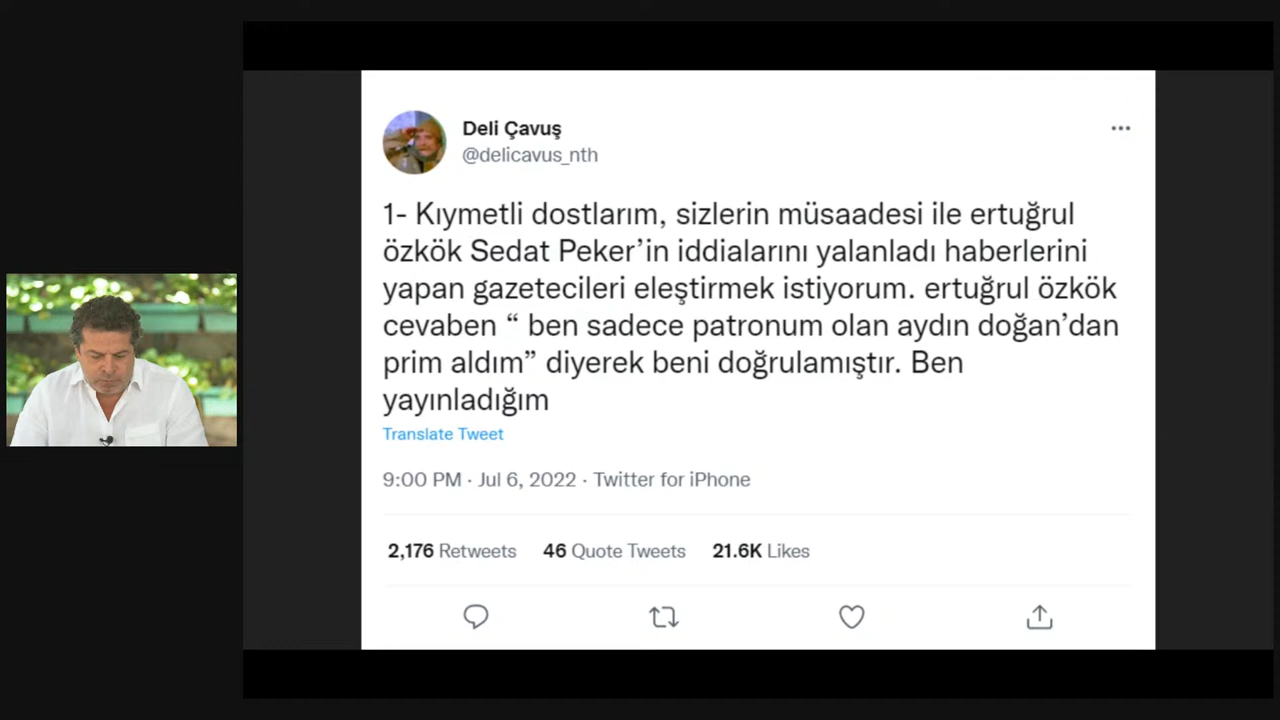 Deli Çavuş
@delicavus_nth
1- Kıymetli dostlarım, sizlerin müsaadesi ile ertuğrul
özkök Sedat Peker’in iddialarını yalanladı haberlerini
yapan gazetecileri eleştirmek istiyorum. ertuğrul özkök
cevaben “ ben sadece patronum olan aydın doğan’dan
prim aldım” diyerek beni doğrulamıştır. Ben
yayınladığım
Translate Tweet
9:00 PM · Jul 6, 2022 · Twitter for iPhone
2,176 Retweets 46 Quote Tweets 21.6K Likes